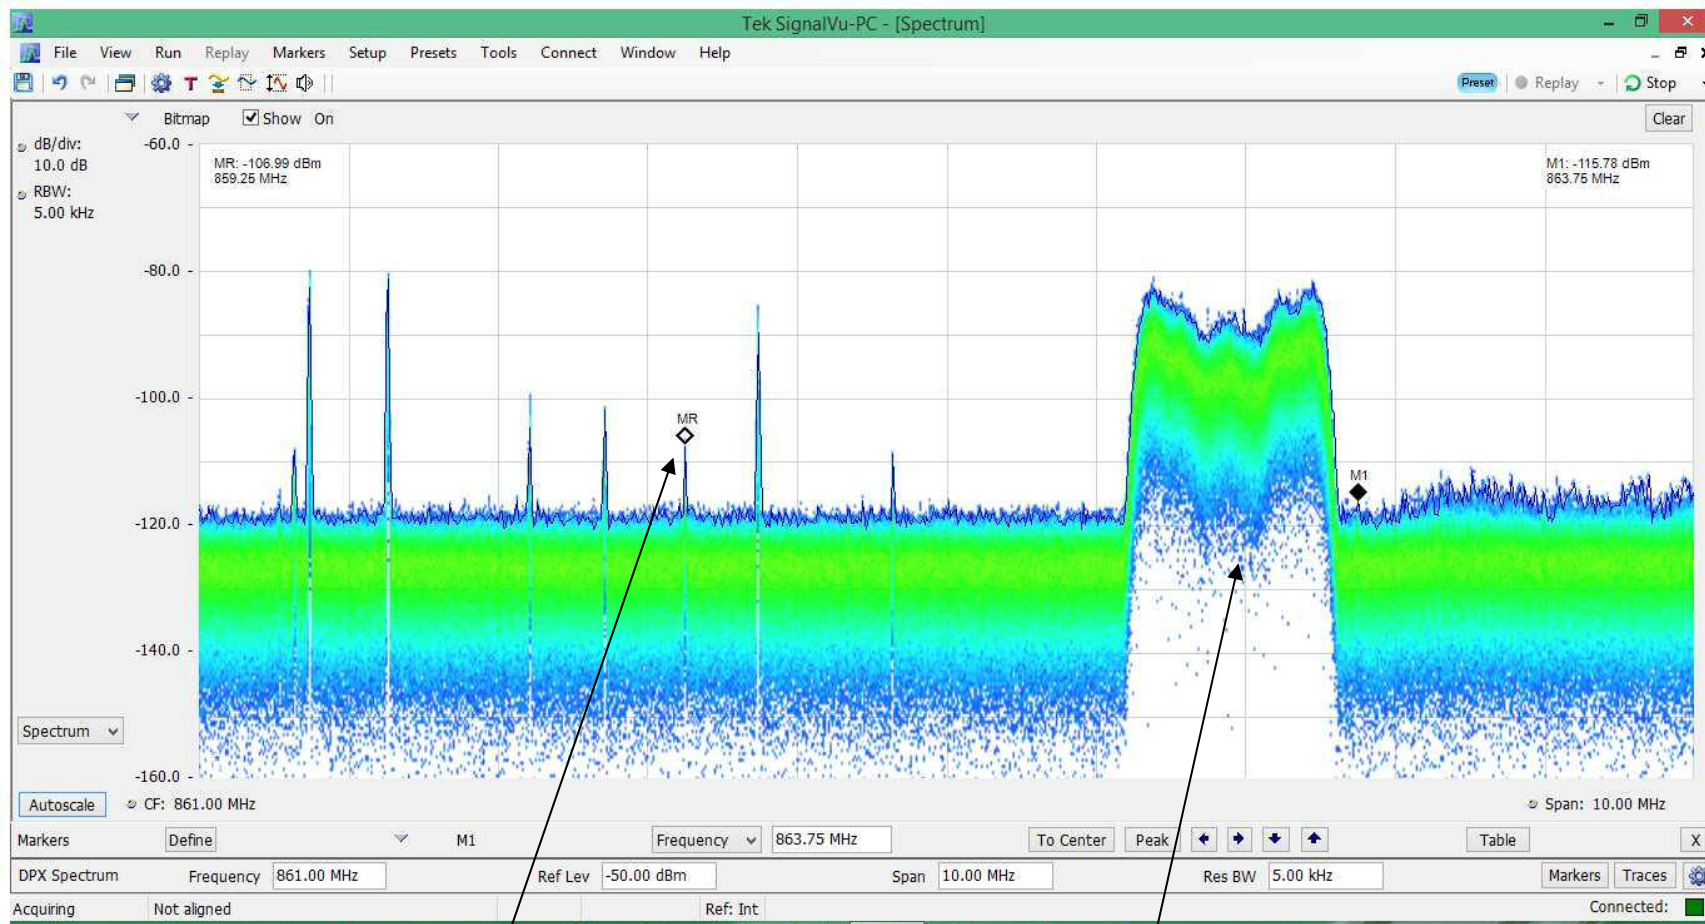 Tek SignalVu-PC - [Spectrum]
File View Run Replay Markers Setup Presets Tools Connect Window Help
Preset Replay Stop
Bitmap Show On Clear
dB/div:
10.0 dB
RBW:
5.00 kHz
-60.0
MR: -106.99 dBm
859.25 MHz
M1: -115.78 dBm
863.75 MHz
-80.0
-100.0
MR
M1
-120.0
-140.0
Spectrum
-160.0
Autoscale CF: 861.00 MHz Span: 10.00 MHz
Markers Define M1 Frequency 863.75 MHz To Center Peak Table X
DPX Spectrum Frequency 861.00 MHz Ref Lev -50.00 dBm Span 10.00 MHz Res BW 5.00 kHz Markers Traces
Acquiring Not aligned Ref: Int Connected: